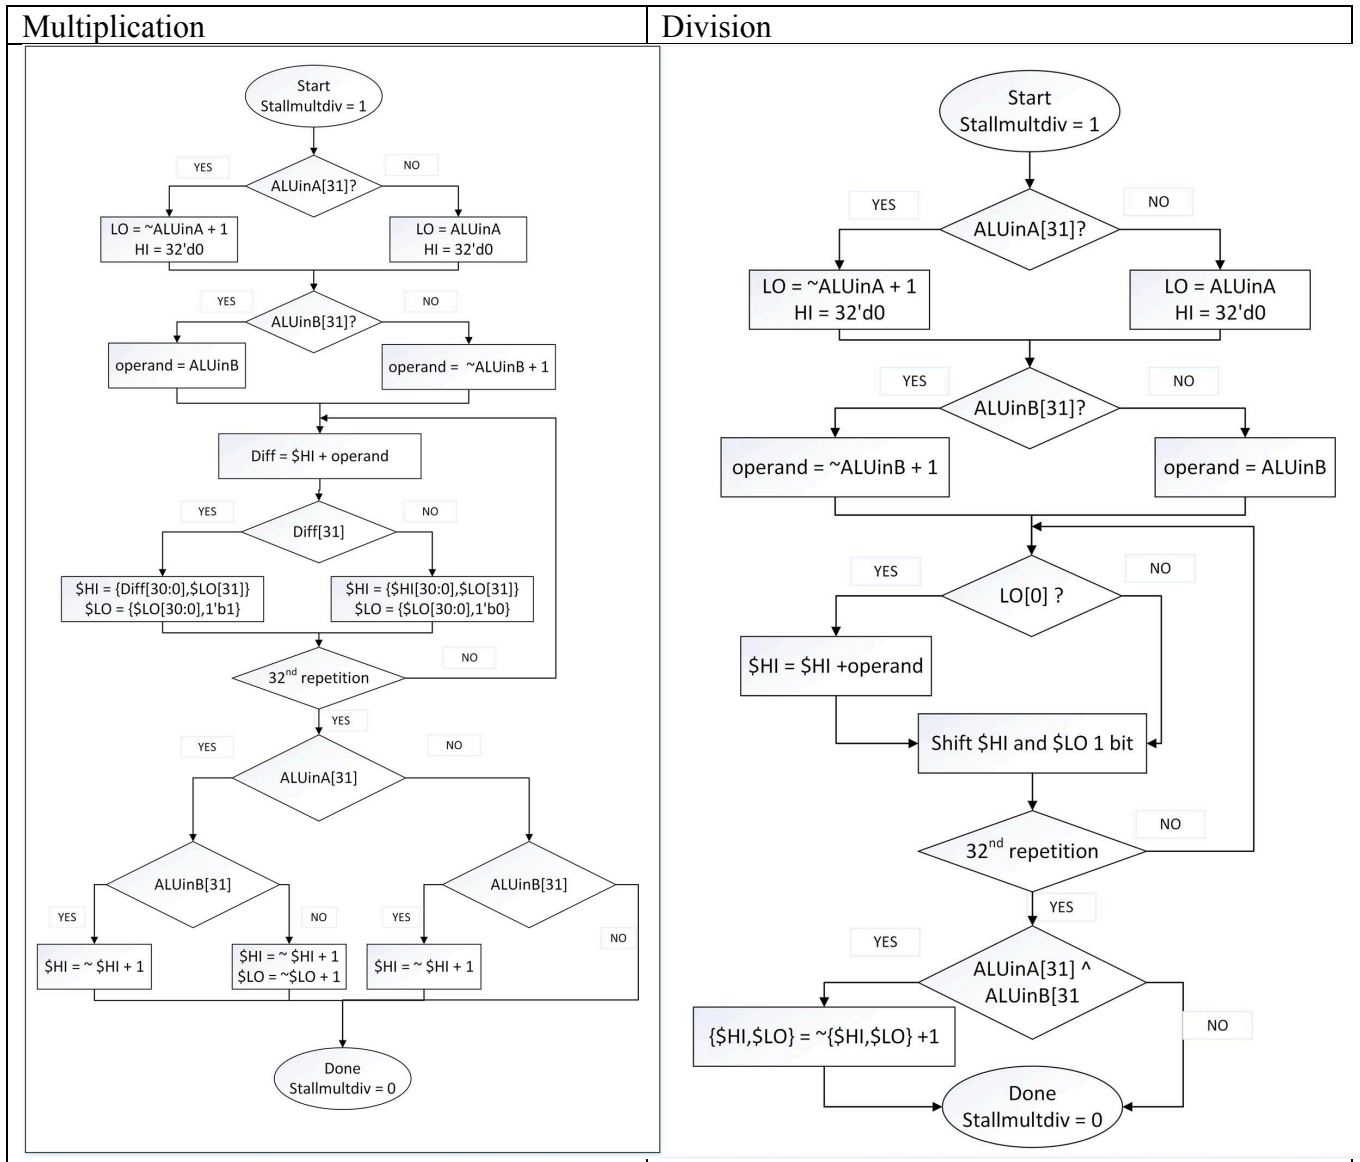 Multiplication
Start
Stallmultdiv = 1
YES
NO
ALUinA[31]?
LO = ~ALUinA + 1
HI = 32'd0
LO = ALUinA
HI = 32'd0
YES
NO
ALUinB[31]?
operand = ALUinB
operand = ~ALUinB + 1
Diff = $HI + operand
YES
NO
Diff[31]
$HI = {Diff[30:0],$LO[31]}
$LO = {$LO[30:0],1'b1}
$HI = {$HI[30:0],$LO[31]}
$LO = {$LO[30:0],1'b0}
32nd repetition
NO
YES
YES
NO
ALUinA[31]
ALUinB[31]
ALUinB[31]
YES
NO
YES
NO
$HI = ~ $HI + 1
$HI = ~ $HI + 1
$LO = ~$LO + 1
$HI = ~ $HI + 1
Done
Stallmultdiv = 0
Division
Start
Stallmultdiv = 1
YES
NO
ALUinA[31]?
LO = ~ALUinA + 1
HI = 32'd0
LO = ALUinA
HI = 32'd0
YES
NO
ALUinB[31]?
operand = ~ALUinB + 1
operand = ALUinB
YES
NO
LO[0] ?
$HI = $HI +operand
Shift $HI and $LO 1 bit
NO
32nd repetition
YES
YES
ALUinA[31] ^
ALUinB[31
NO
{$HI,$LO} = ~{$HI,$LO} +1
Done
Stallmultdiv = 0